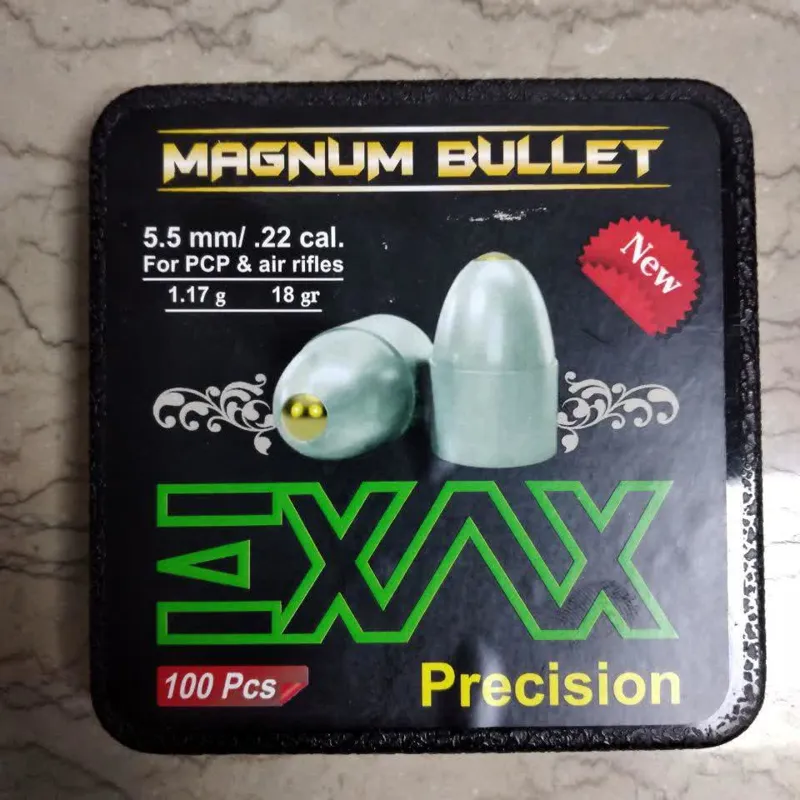 MAGNUM BULLET
5.5 mm/ .22 cal.
For PCP & air rifles
1.17 g 18 gr
New
EXAX
100 Pcs
Precision